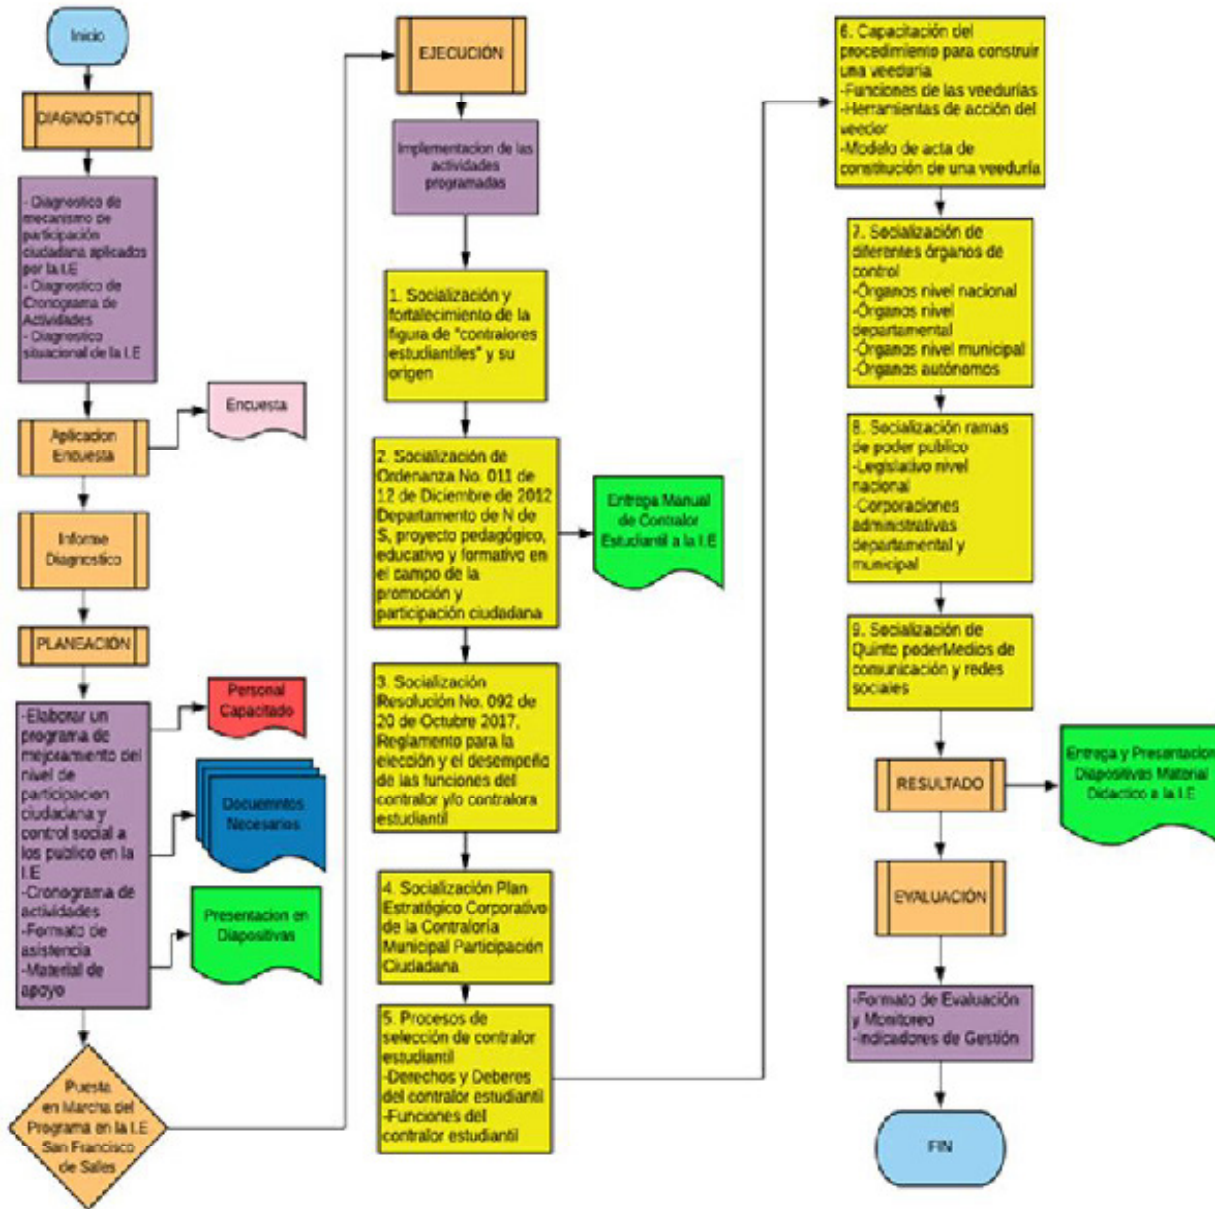 Inicio
DIAGNOSTICO
- Diagnostico de
mecanismo de
participación
ciudadana aplicados
por la I.E
- Diagnostico de
Cronograma de
Actividades
- Diagnostico
situacional de la I.E
Aplicacion
Encuesta
Encuesta
Informe
Diagnostico
PLANEACIÓN
-Elaborar un
programa de
mejoramiento del
nivel de
participacion
ciudadana y
control social a
los publico en la
I.E
-Cronograma de
actividades
-Formato de
asistencia
-Material de
apoyo
Personal
Capacitado
Docuemntos
Necesarios
Presentacion en
Diapositivas
Puesta
en Marcha del
Programa en la I.E
San Francisco
de Sales
EJECUCIÓN
Implementacion de las
actividades
programadas
1. Socialización y
fortalecimiento de la
figura de "contralores
estudiantiles" y su
origen
2. Socialización de
Ordenanza No. 011 de
12 de Diciembre de 2012
Departamento de N de
S, proyecto pedagógico,
educativo y formativo en
el campo de la
promoción y
participación ciudadana
Entrega Manual
de Contralor
Estudiantil a la I.E
3. Socialización
Resolución No. 092 de
20 de Octubre 2017,
Reglamento para la
elección y el desempeño
de las funciones del
contralor y/o contralora
estudiantil
4. Socialización Plan
Estratégico Corporativo
de la Contraloría
Municipal Participación
Ciudadana
5. Procesos de
selección de contralor
estudiantil
-Derechos y Deberes
del contralor estudiantil
-Funciones del
contralor estudiantil
6. Capacitación del
procedimiento para construir
una veeduría
-Funciones de las veedurías
-Herramientas de acción del
veedor
-Modelo de acta de
constitución de una veeduría
7. Socialización de
diferentes órganos de
control
-Órganos nivel nacional
-Órganos nivel
departamental
-Órganos nivel municipal
-Órganos autónomos
8. Socialización ramas
de poder publico
-Legislativo nivel
nacional
-Corporaciones
administrativas
departamental y
municipal
9. Socialización de
Quinto poderMedios de
comunicación y redes
sociales
RESULTADO
Entrega y Presentacion
Diapositivas Material
Didactico a la I.E
EVALUACIÓN
-Formato de Evaluación
y Monitoreo
-Indicadores de Gestión
FIN